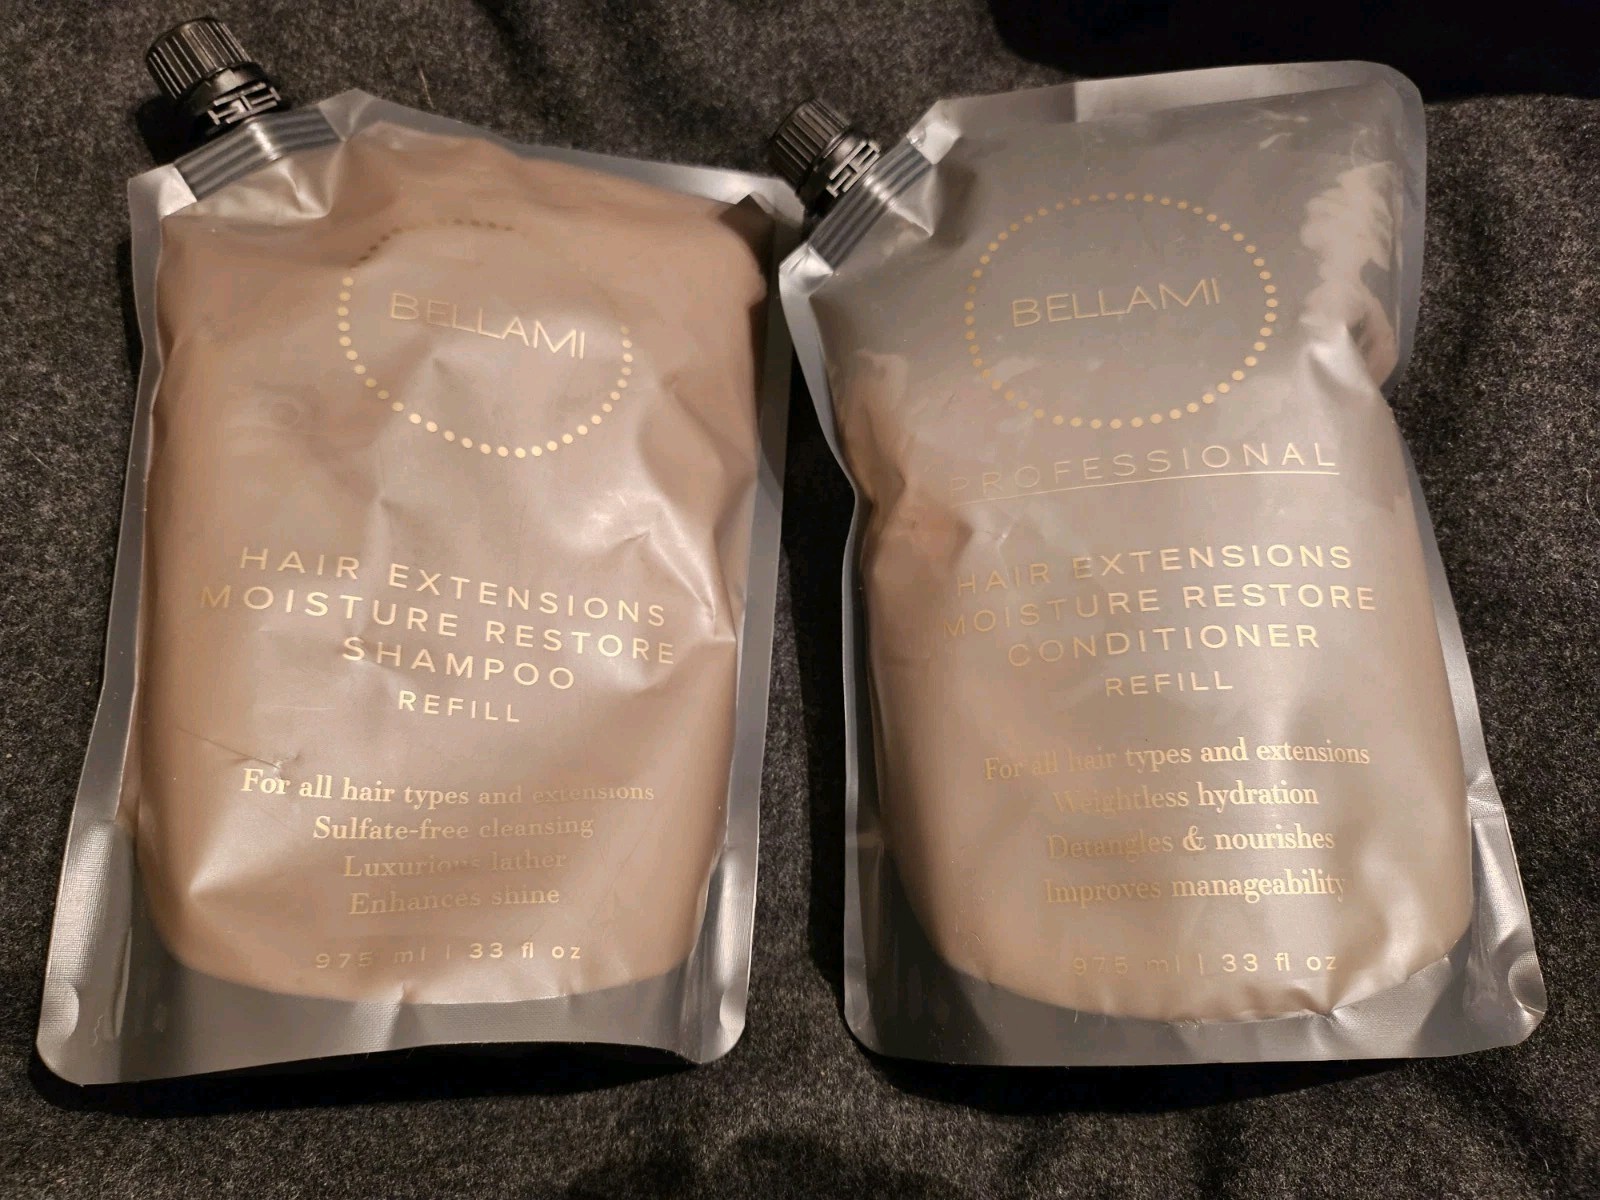 BELLAMI
HAIR EXTENSIONS
MOISTURE RESTORE
SHAMPOO
REFILL
For all hair types and extensions
Sulfate-free cleansing
Luxurious lather
Enhances shine
975 ml | 33 fl oz
BELLAMI
PROFESSIONAL
HAIR EXTENSIONS
MOISTURE RESTORE
CONDITIONER
REFILL
For all hair types and extensions
Weightless hydration
Detangles & nourishes
Improves manageability
975 ml | 33 fl oz